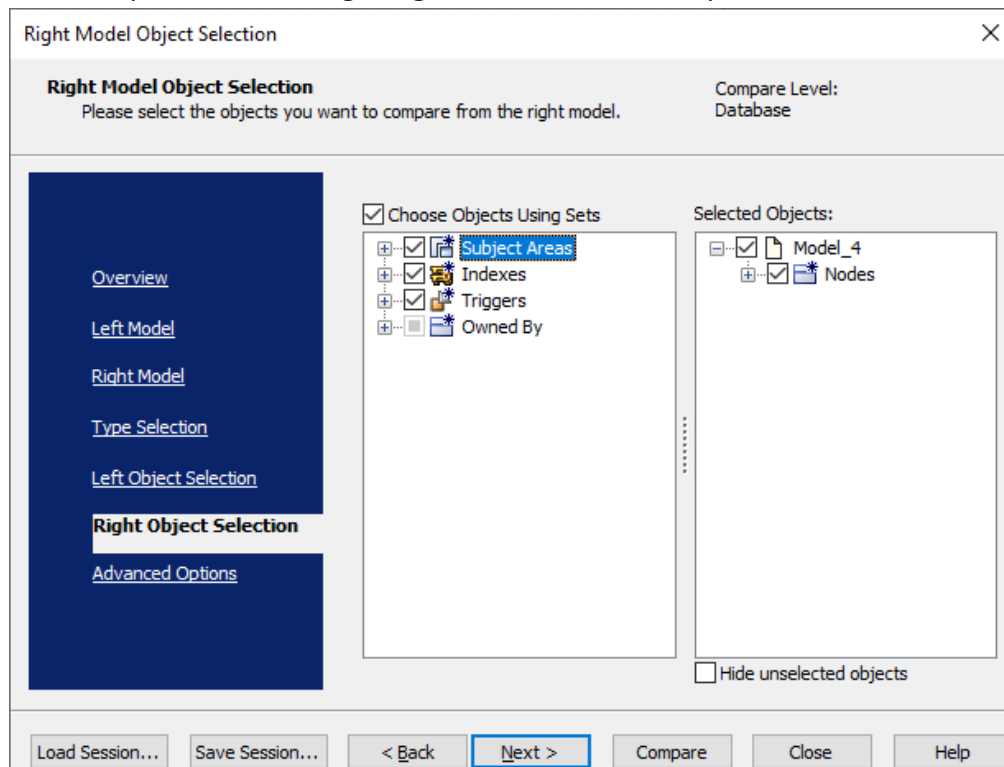 Right Model Object Selection
Right Model Object Selection
Please select the objects you want to compare from the right model.
Compare Level:
Database
Overview
Left Model
Right Model
Type Selection
Left Object Selection
Right Object Selection
Advanced Options
Choose Objects Using Sets
Subject Areas
Indexes
Triggers
Owned By
Selected Objects:
Model_4
Nodes
Hide unselected objects
Load Session...
Save Session...
< Back
Next >
Compare
Close
Help